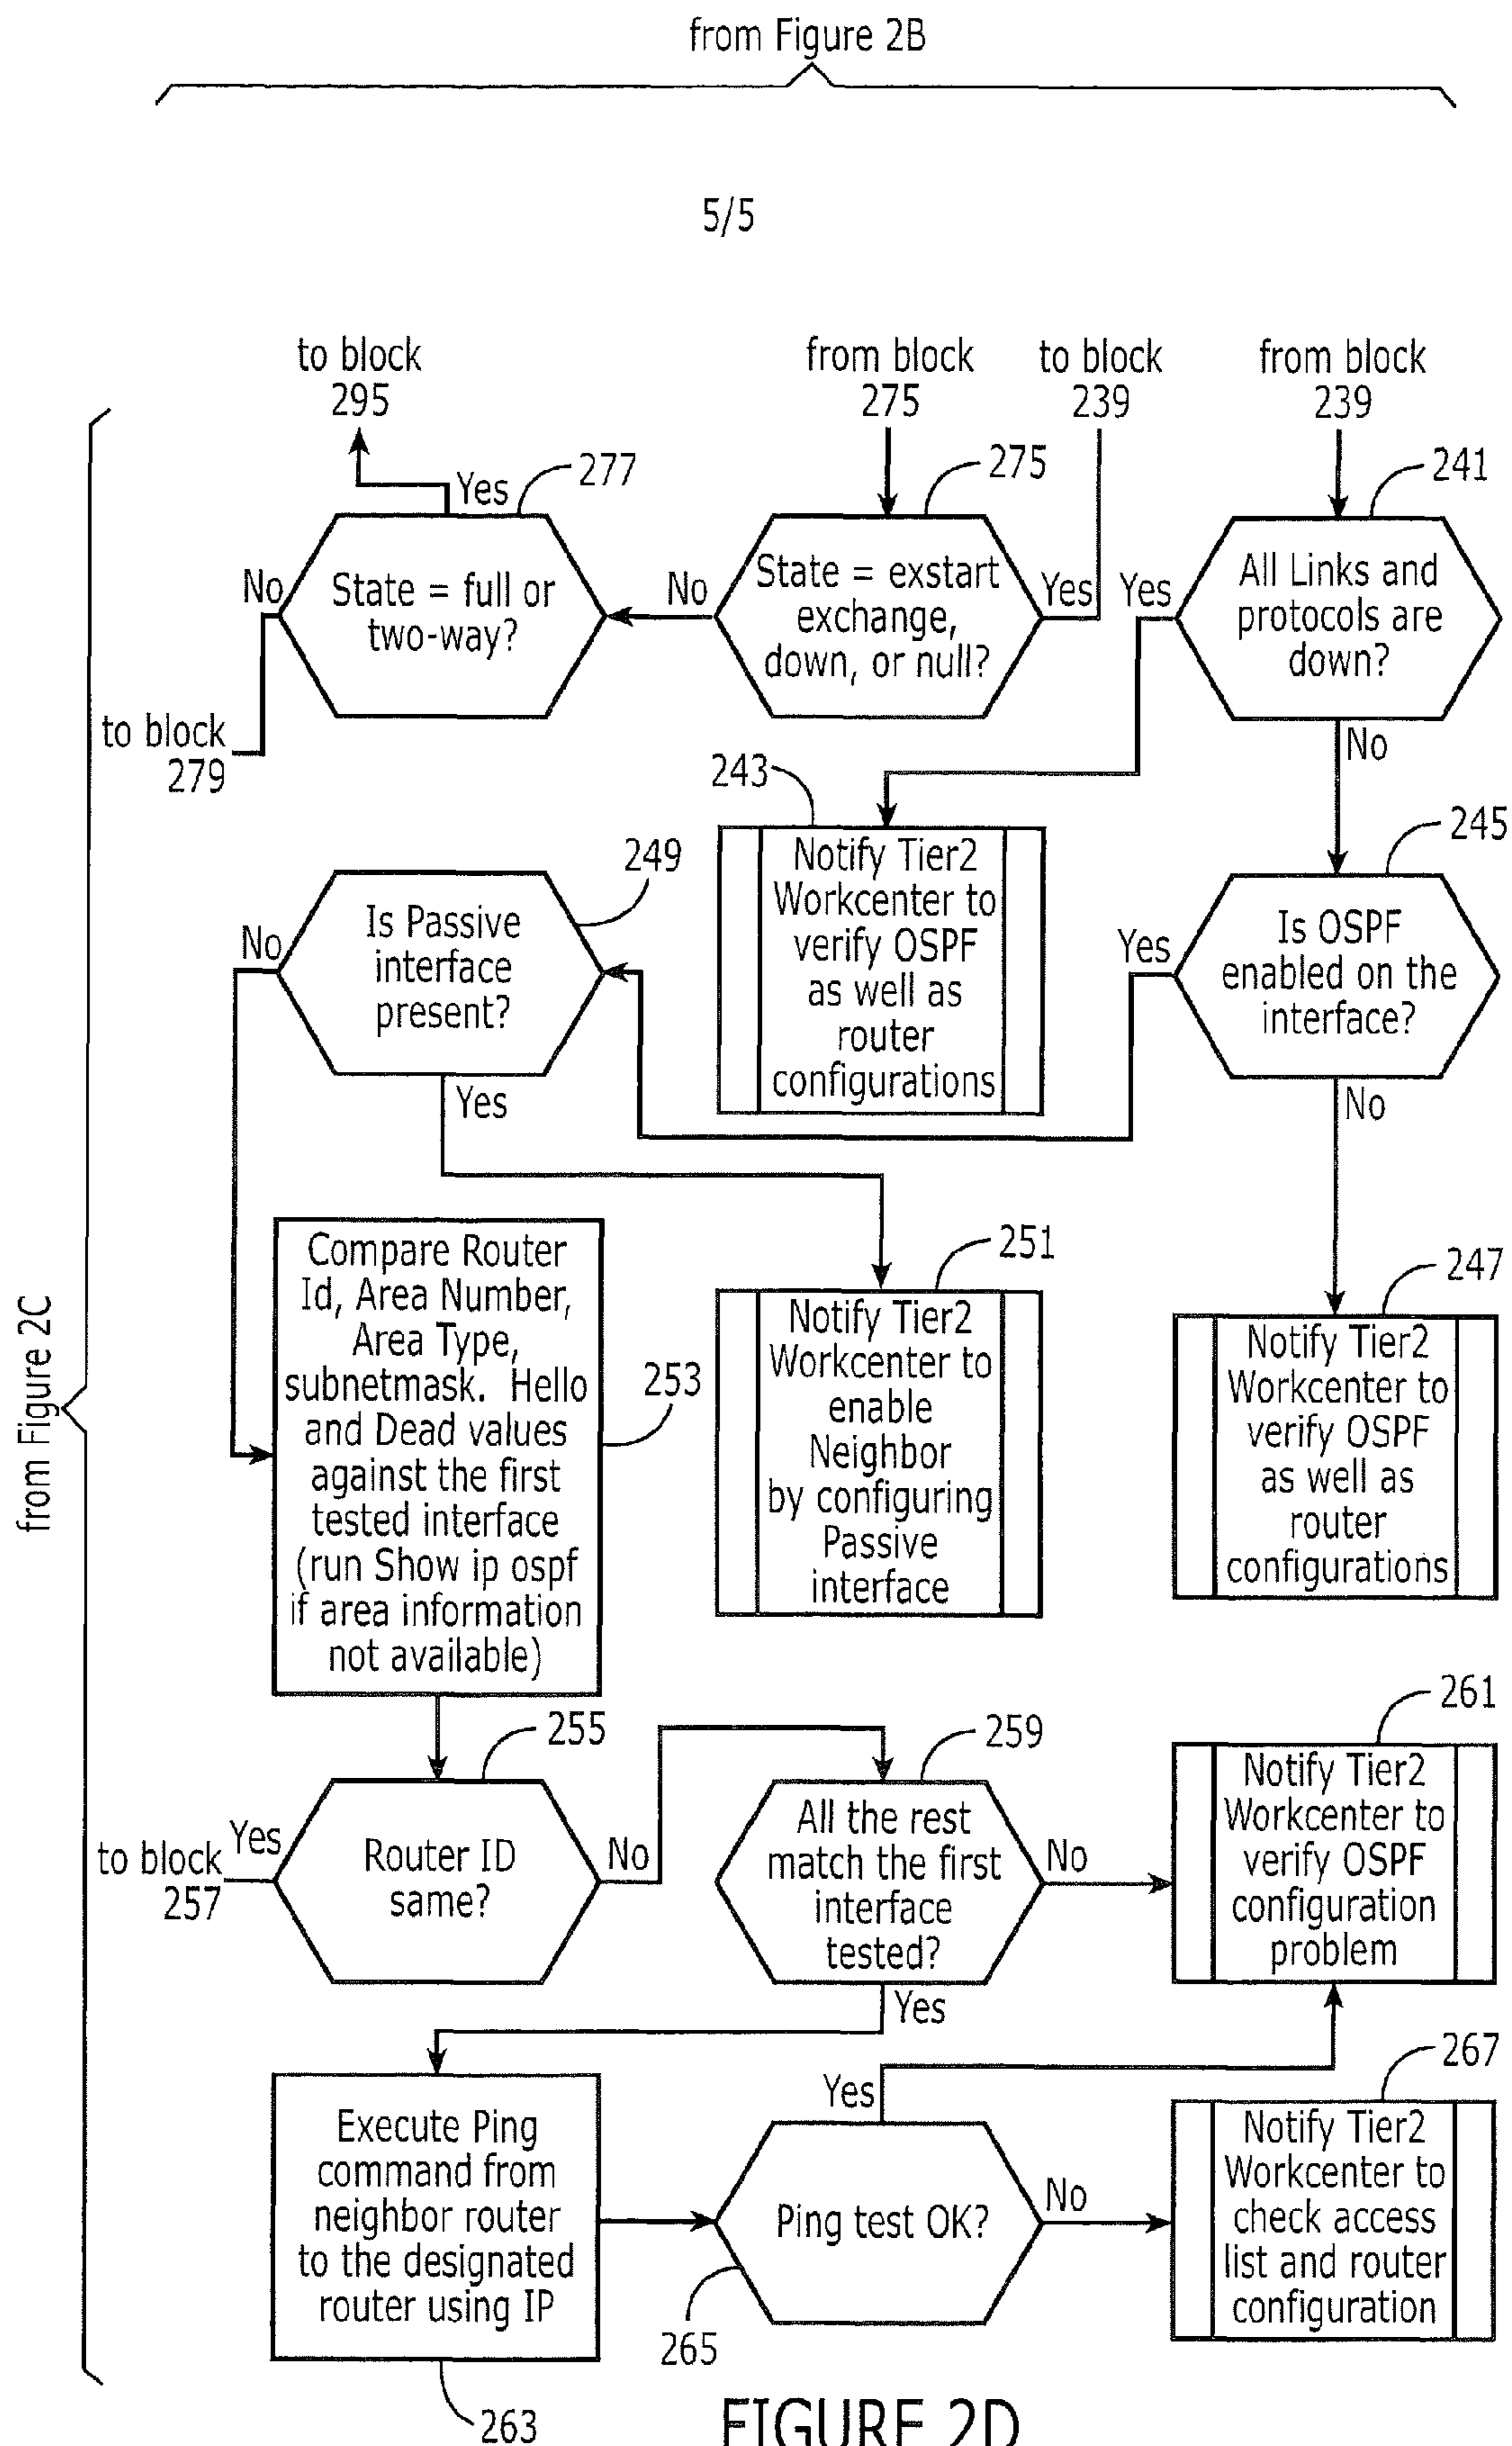 from Figure 2B
5/5
to block
295
from block
275
to block
239
from block
239
277
275
241
Yes
State = full or
two-way?
No
to block
279
State = exstart
exchange,
down, or null?
No
Yes
All Links and
protocols are
down?
Yes
No
243
Notify Tier2
Workcenter to
verify OSPF
as well as
router
configurations
245
Is OSPF
enabled on the
interface?
Yes
No
249
Is Passive
interface
present?
No
Yes
from Figure 2C
Compare Router
Id, Area Number,
Area Type,
subnetmask. Hello
and Dead values
against the first
tested interface
(run Show ip ospf
if area information
not available)
253
251
Notify Tier2
Workcenter to
enable
Neighbor
by configuring
Passive
interface
247
Notify Tier2
Workcenter to
verify OSPF
as well as
router
configurations
255
Router ID
same?
Yes
to block
257
No
259
All the rest
match the first
interface
tested?
No
Yes
261
Notify Tier2
Workcenter to
verify OSPF
configuration
problem
Execute Ping
command from
neighbor router
to the designated
router using IP
263
Yes
Ping test OK?
No
265
267
Notify Tier2
Workcenter to
check access
list and router
configuration
FIGURE 2D